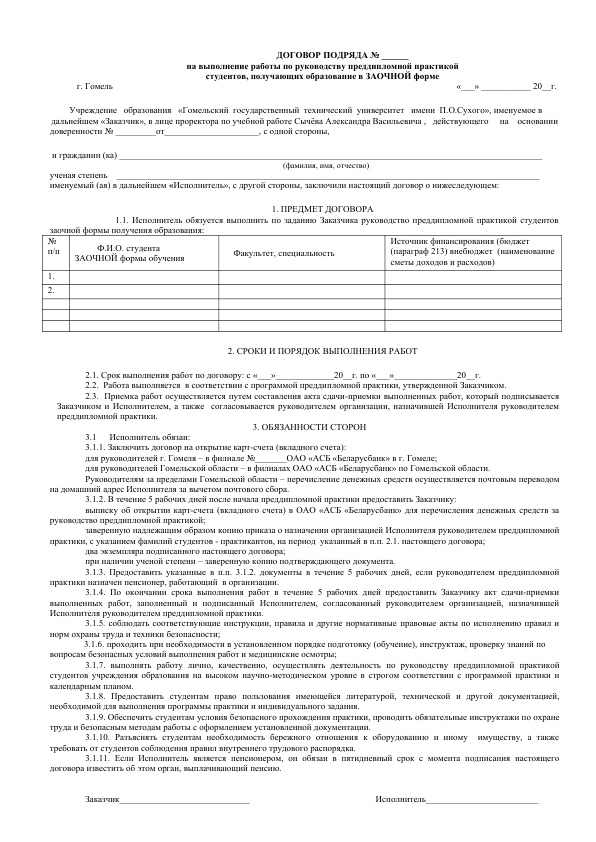 ДОГОВОР ПОДРЯДА № ______
на выполнение работы по руководству преддипломной практикой
студентов, получающих образование в ЗАОЧНОЙ форме
г. Гомель «___» ___________ 20__г.
Учреждение образования «Гомельский государственный технический университет имени П.О.Сухого», именуемое в
дальнейшем «Заказчик», в лице проректора по учебной работе Сычёва Александра Васильевича , действующего на основании
доверенности № _________от_____________________, с одной стороны,
и гражданин (ка) ______________________________________________
(фамилия, имя, отчество)
ученая степень ______________________________________________
именуемый (ая) в дальнейшем «Исполнитель», с другой стороны, заключили настоящий договор о нижеследующем:
1. ПРЕДМЕТ ДОГОВОРА
1.1. Исполнитель обязуется выполнить по заданию Заказчика руководство преддипломной практикой студентов
заочной формы получения образования:
№ п/п
Ф.И.О. студента
ЗАОЧНОЙ формы обучения
Факультет, специальность
Источник финансирования (бюджет
(параграф 213) внебюджет (наименование
сметы доходов и расходов)
1.
2.
2. СРОКИ И ПОРЯДОК ВЫПОЛНЕНИЯ РАБОТ
2.1. Срок выполнения работ по договору: с «___»_____________20__г. по «___»______________20__г.
2.2. Работа выполняется в соответствии с программой преддипломной практики, утвержденной Заказчиком.
2.3. Приемка работ осуществляется путем составления акта сдачи-приемки выполненных работ, который подписывается
Заказчиком и Исполнителем, а также согласовывается руководителем организации, назначившей Исполнителя руководителем
преддипломной практики.
3. ОБЯЗАННОСТИ СТОРОН
3.1 Исполнитель обязан:
3.1.1. Заключить договор на открытие карт-счета (вкладного счета):
для руководителей г. Гомеля – в филиале №_______ОАО «АСБ «Беларусбанк» в г. Гомеле;
для руководителей Гомельской области – в филиалах ОАО «АСБ «Беларусбанк» по Гомельской области.
Руководителям за пределами Гомельской области – перечисление денежных средств осуществляется почтовым переводом
на домашний адрес Исполнителя за вычетом почтового сбора.
3.1.2. В течение 5 рабочих дней после начала преддипломной практики предоставить Заказчику:
выписку об открытии карт-счета (вкладного счета) в ОАО «АСБ «Беларусбанк» для перечисления денежных средств за
руководство преддипломной практикой;
заверенную надлежащим образом копию приказа о назначении организацией Исполнителя руководителем преддипломной
практики, с указанием фамилий студентов - практикантов, на период указанный в п.п. 2.1. настоящего договора;
два экземпляра подписанного настоящего договора;
при наличии ученой степени – заверенную копию подтверждающего документа.
3.1.3. Предоставить указанные в п.п. 3.1.2. документы в течение 5 рабочих дней, если руководителем преддипломной
практики назначен пенсионер, работающий в организации.
3.1.4. По окончании срока выполнения работ в течение 5 рабочих дней предоставить Заказчику акт сдачи-приемки
выполненных работ, заполненный и подписанный Исполнителем, согласованный руководителем организацией, назначившей
Исполнителя руководителем преддипломной практики.
3.1.5. соблюдать соответствующие инструкции, правила и другие нормативные правовые акты по исполнению правил и
норм охраны труда и техники безопасности;
3.1.6. проходить при необходимости в установленном порядке подготовку (обучение), инструктаж, проверку знаний по
вопросам безопасных условий выполнения работ и медицинские осмотры;
3.1.7. выполнять работу лично, качественно, осуществлять деятельность по руководству преддипломной практикой
студентов учреждения образования на высоком научно-методическом уровне в строгом соответствии с программой практики и
календарным планом.
3.1.8. Предоставить студентам право пользования имеющейся литературой, технической и другой документацией,
необходимой для выполнения программы практики и индивидуального задания.
3.1.9. Обеспечить студентам условия безопасного прохождения практики, проводить обязательные инструктажи по охране
труда и безопасным методам работы с оформлением установленной документации.
3.1.10. Разъяснять студентам необходимость бережного отношения к оборудованию и иному имуществу, а также
требовать от студентов соблюдения правил внутреннего трудового распорядка.
3.1.11. Если Исполнитель является пенсионером, он обязан в пятидневный срок с момента подписания настоящего
договора известить об этом орган, выплачивающий пенсию.
Заказчик_____________________________ Исполнитель_________________________